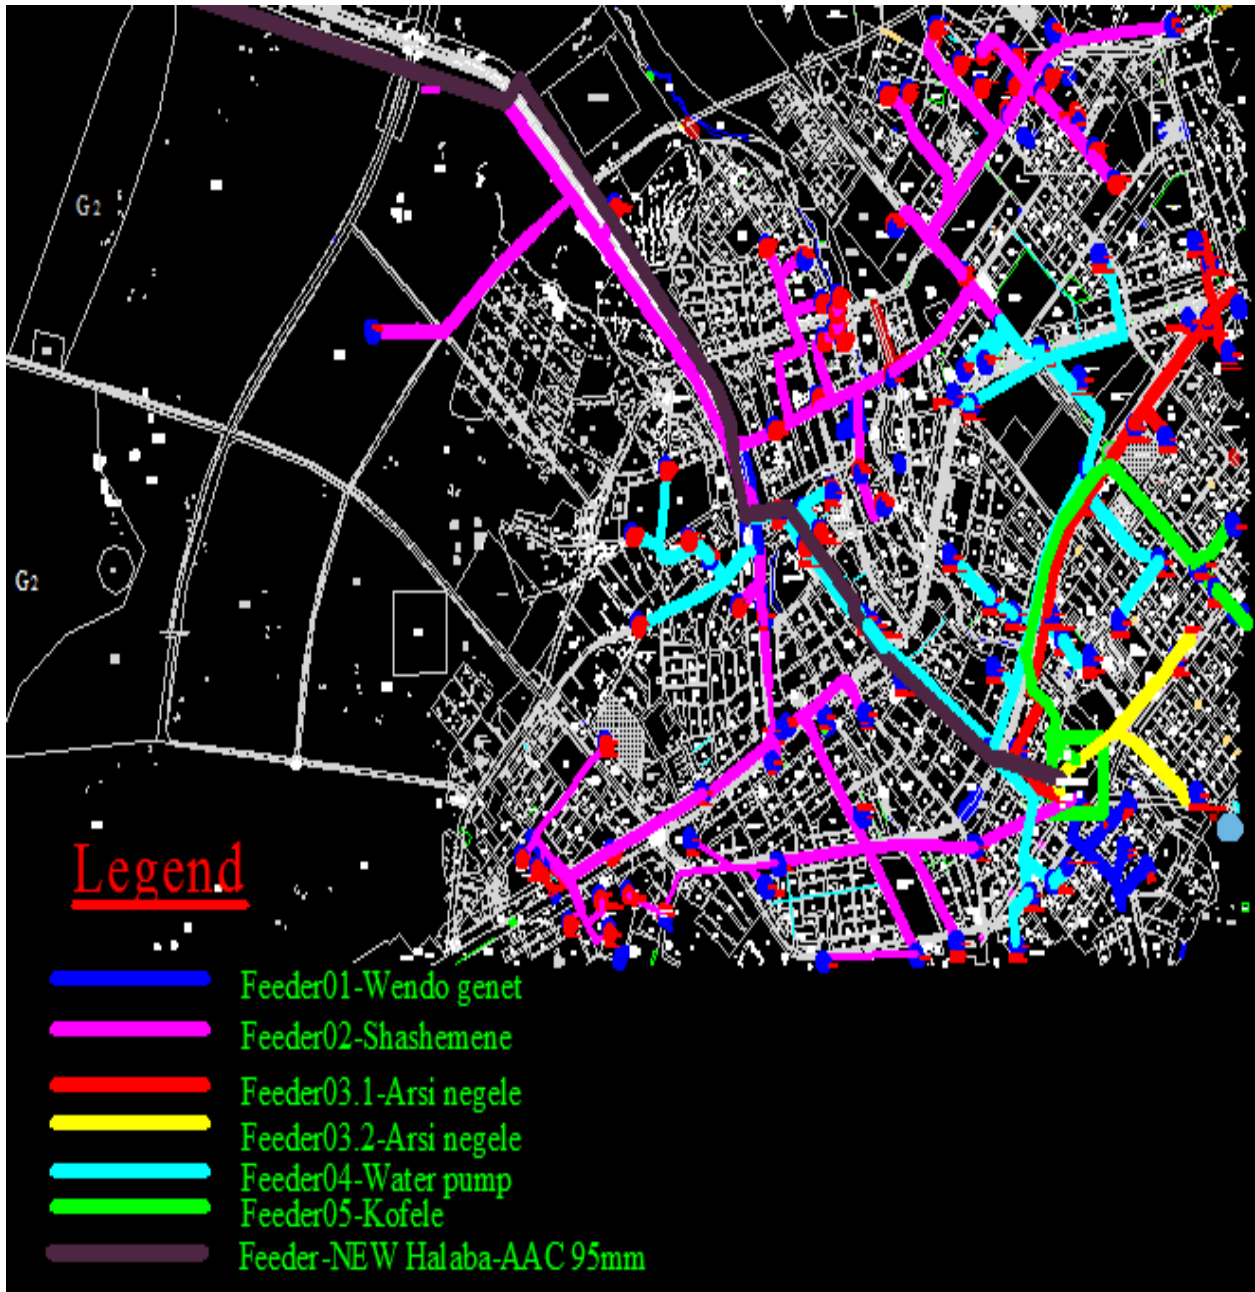 G2
G2
Legend
Feeder01-Wendo genet
Feeder02-Shashemene
Feeder03.1-Arsi negele
Feeder03.2-Arsi negele
Feeder04-Water pump
Feeder05-Kofele
Feeder-NEW Halaba-AAC 95mm